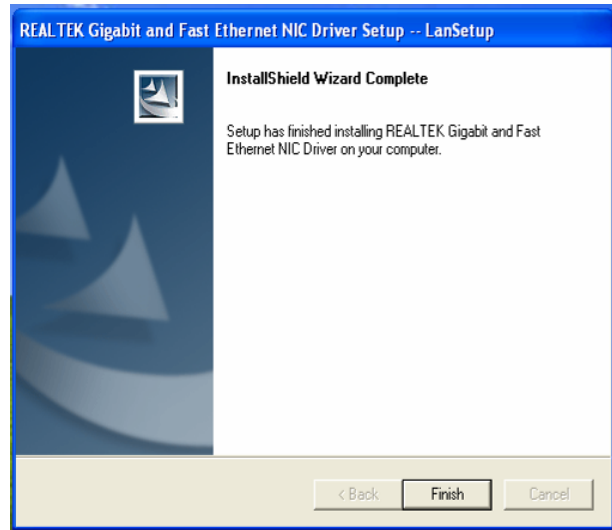 REALTEK Gigabit and Fast Ethernet NIC Driver Setup -- LanSetup
InstallShield Wizard Complete
Setup has finished installing REALTEK Gigabit and Fast
Ethernet NIC Driver on your computer.
< Back Finish Cancel